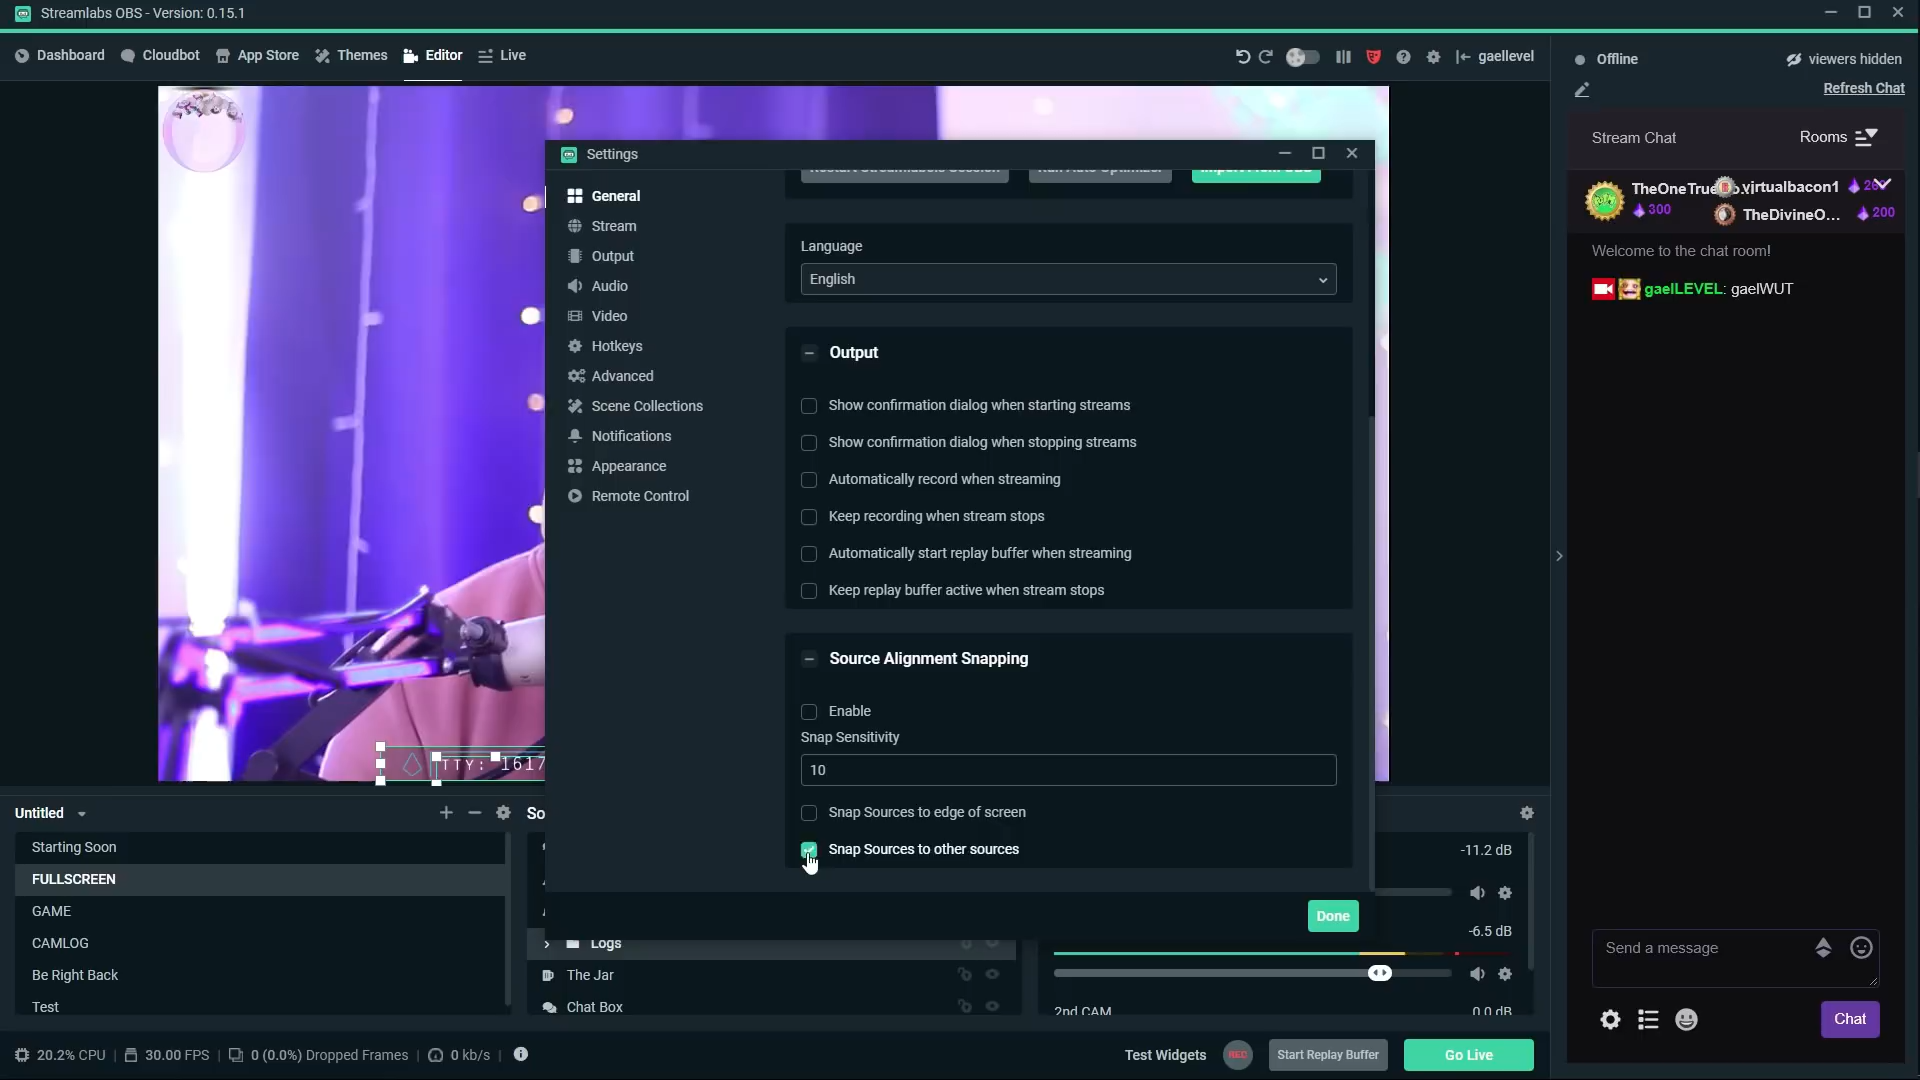 Streamlabs OBS - Version: 0.15.1
Dashboard
Cloudbot
App Store
Themes
Editor
Live
gaellevel
Offline
viewers hidden
Refresh Chat
Stream Chat
Rooms
TheOneTrue
300
virtualbacon1
TheDivineO...
200
Welcome to the chat room!
gaelLEVEL: gaelWUT
Settings
General
Stream
Output
Audio
Video
Hotkeys
Advanced
Scene Collections
Notifications
Appearance
Remote Control
Language
English
Output
Show confirmation dialog when starting streams
Show confirmation dialog when stopping streams
Automatically record when streaming
Keep recording when stream stops
Automatically start replay buffer when streaming
Keep replay buffer active when stream stops
Source Alignment Snapping
Enable
Snap Sensitivity
10
Snap Sources to edge of screen
Snap Sources to other sources
Done
TTY: 1617
Untitled
So
Starting Soon
FULLSCREEN
GAME
CAMLOG
Be Right Back
Test
Logs
The Jar
Chat Box
-11.2 dB
-6.5 dB
2nd CAM
0.0 dB
Send a message
Chat
20.2% CPU
30.00 FPS
0 (0.0%) Dropped Frames
0 kb/s
Test Widgets
REC
Start Replay Buffer
Go Live